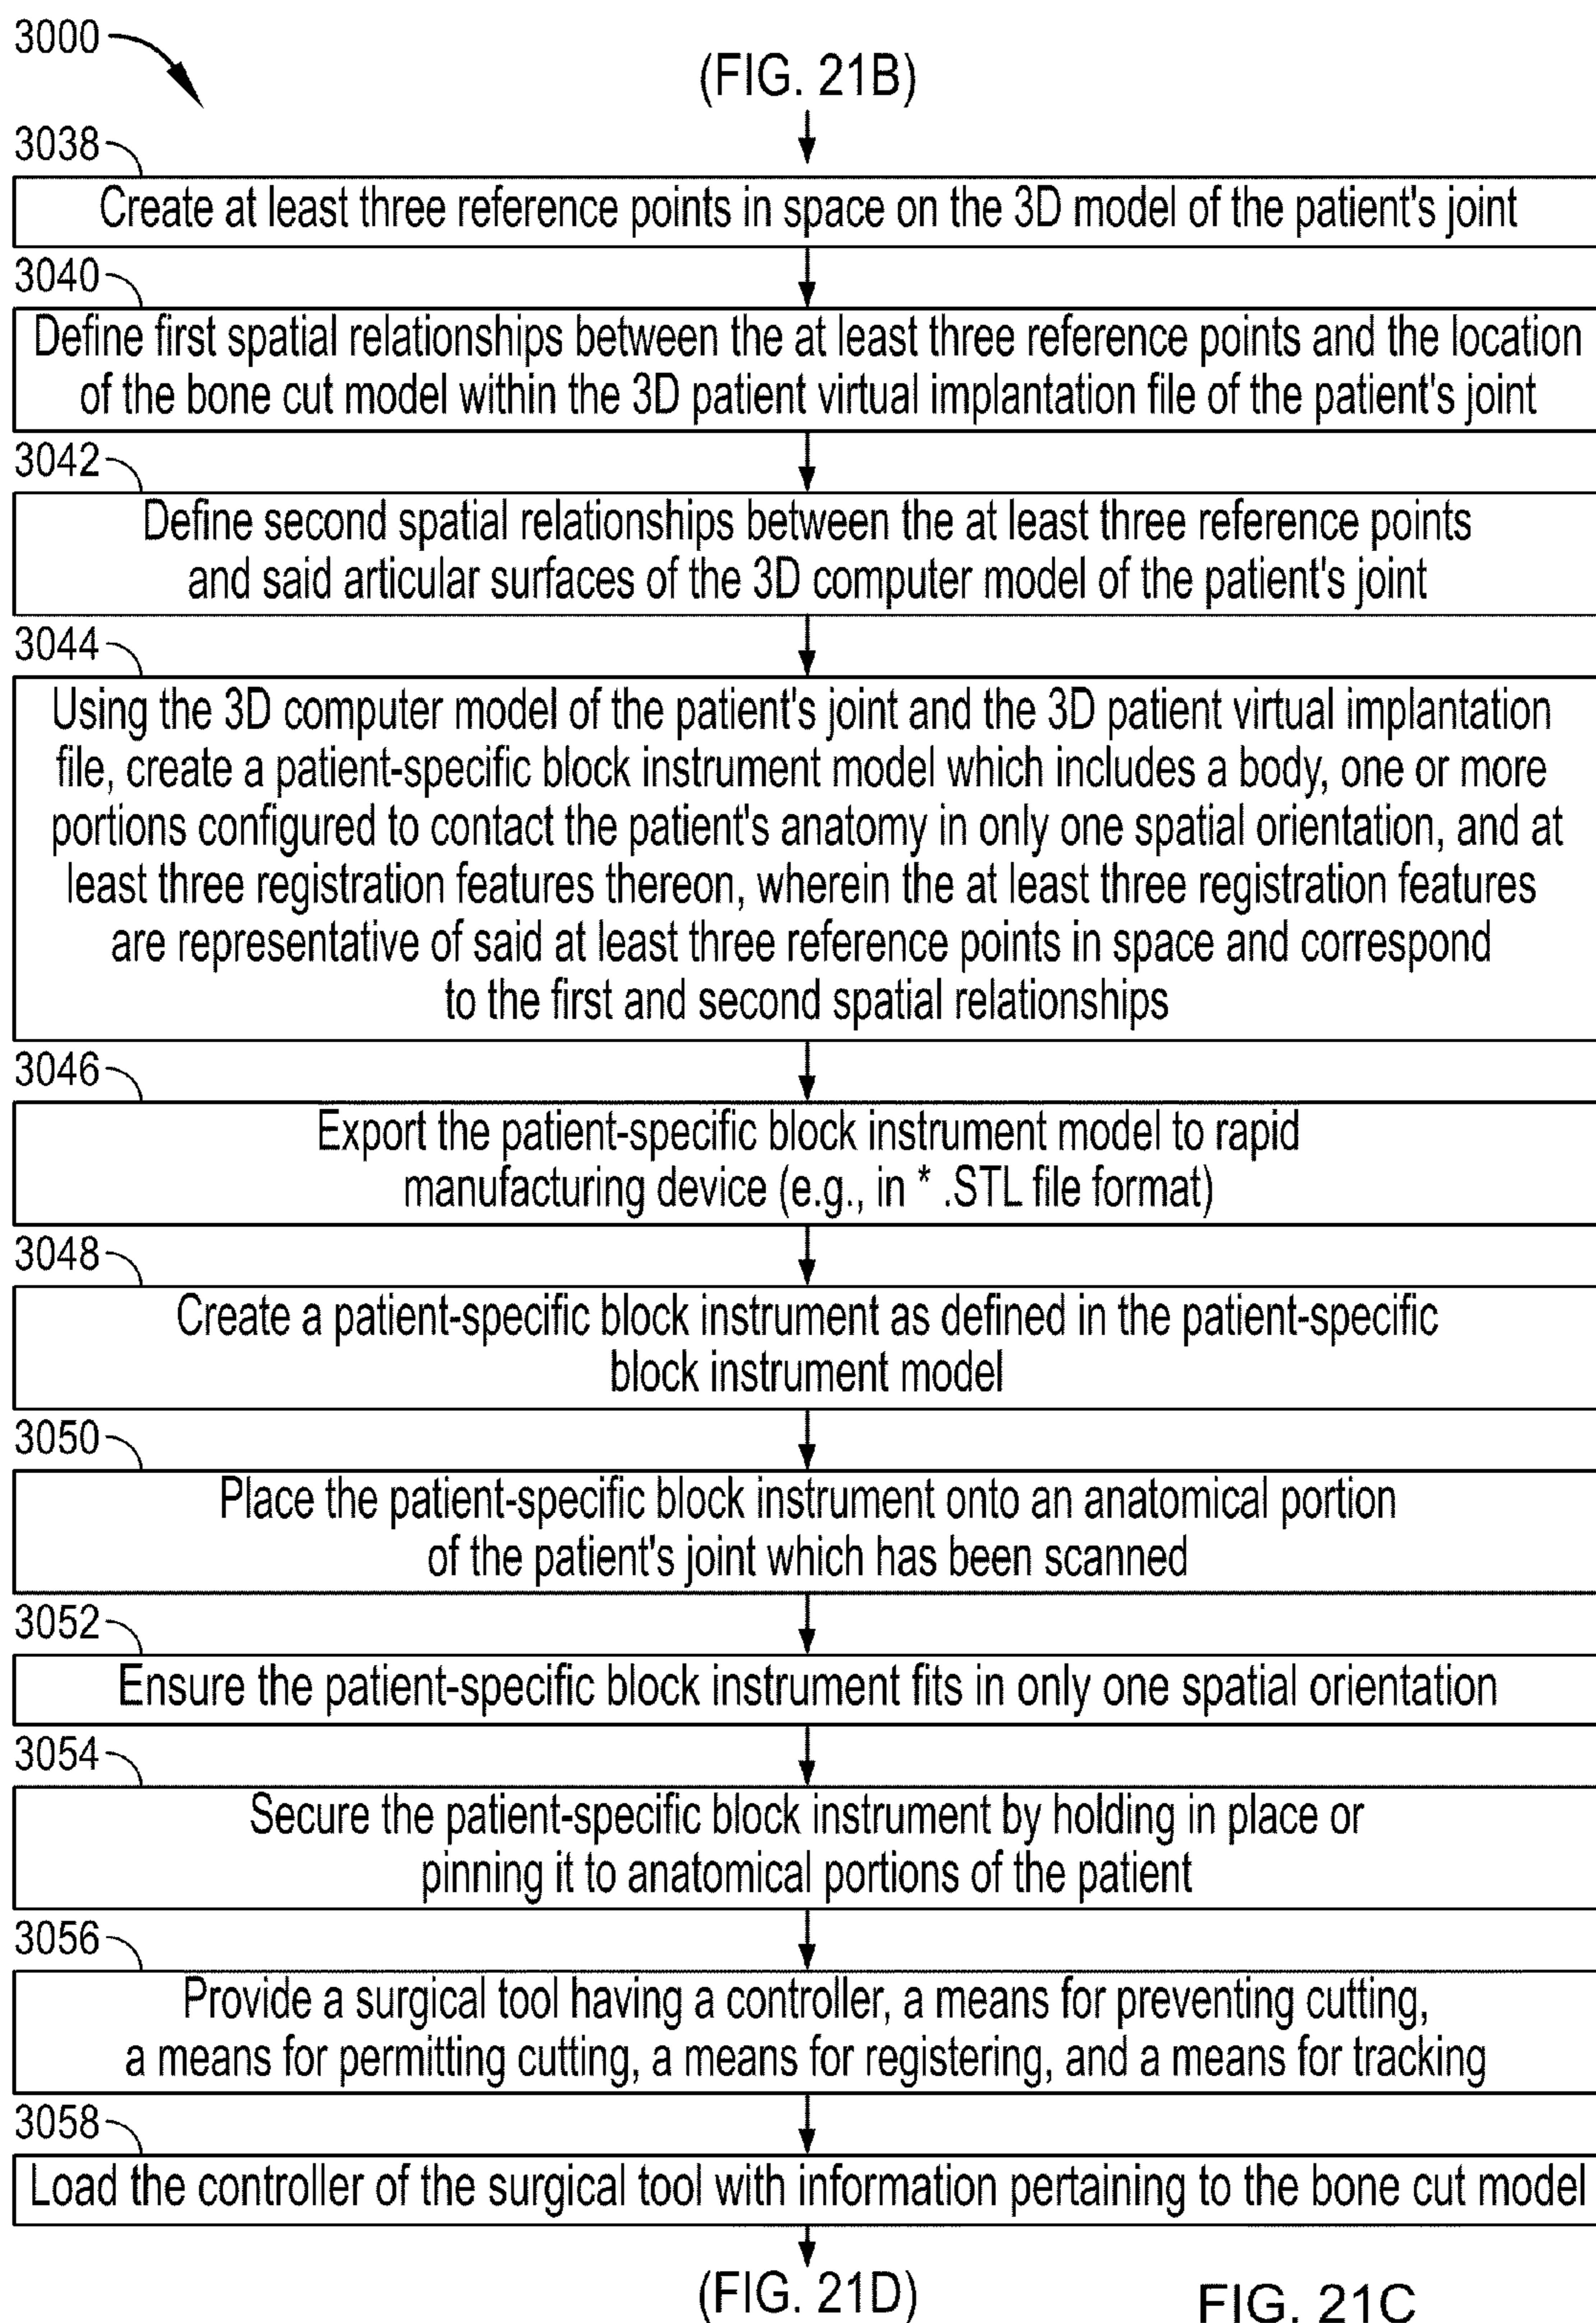 3000
(FIG. 21B)
3038
Create at least three reference points in space on the 3D model of the patient's joint
3040
Define first spatial relationships between the at least three reference points and the location
of the bone cut model within the 3D patient virtual implantation file of the patient's joint
3042
Define second spatial relationships between the at least three reference points
and said articular surfaces of the 3D computer model of the patient's joint
3044
Using the 3D computer model of the patient's joint and the 3D patient virtual implantation
file, create a patient-specific block instrument model which includes a body, one or more
portions configured to contact the patient's anatomy in only one spatial orientation, and at
least three registration features thereon, wherein the at least three registration features
are representative of said at least three reference points in space and correspond
to the first and second spatial relationships
3046
Export the patient-specific block instrument model to rapid
manufacturing device (e.g., in * .STL file format)
3048
Create a patient-specific block instrument as defined in the patient-specific
block instrument model
3050
Place the patient-specific block instrument onto an anatomical portion
of the patient's joint which has been scanned
3052
Ensure the patient-specific block instrument fits in only one spatial orientation
3054
Secure the patient-specific block instrument by holding in place or
pinning it to anatomical portions of the patient
3056
Provide a surgical tool having a controller, a means for preventing cutting,
a means for permitting cutting, a means for registering, and a means for tracking
3058
Load the controller of the surgical tool with information pertaining to the bone cut model
(FIG. 21D)
FIG. 21C